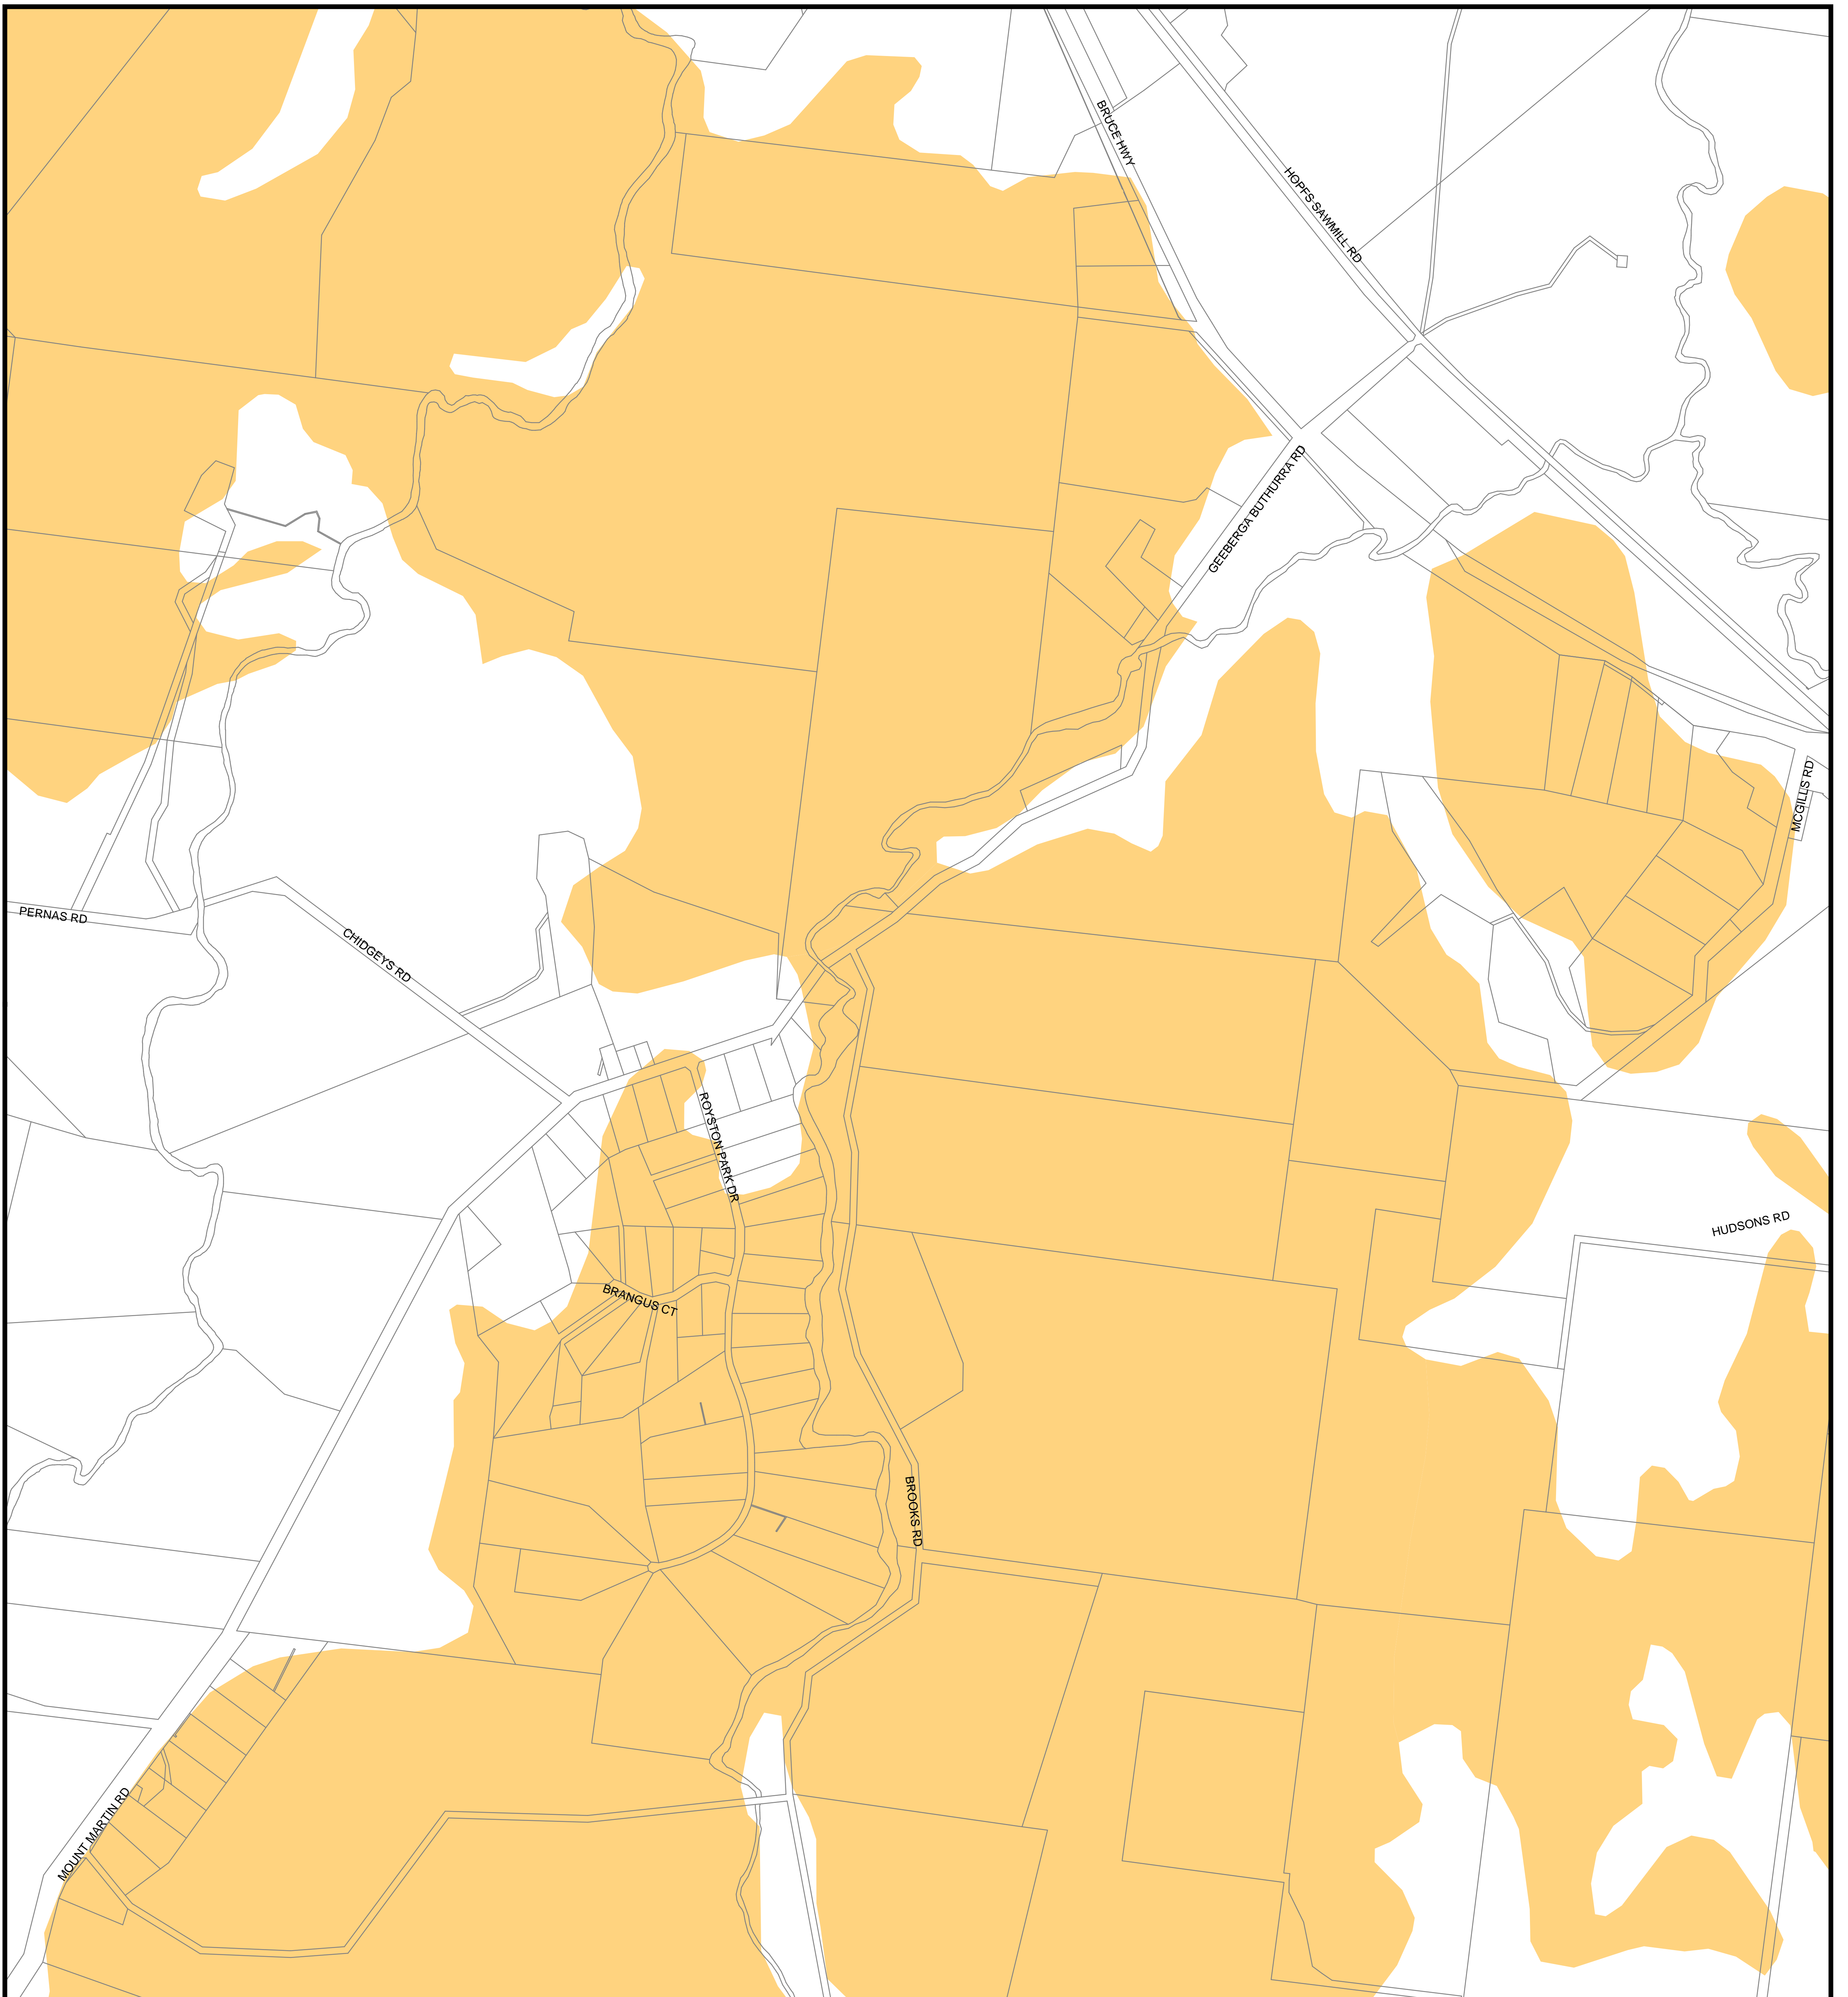 BRUCE HWY
HOPFS SAWMILL RD
GEEBERGA BUTHURRA RD
MCGILLS RD
PERNAS RD
CHIDGEYS RD
ROYSTON PARK DR
HUDSONS RD
BRANGUS CT
BROOKS RD
MOUNT MARTIN RD